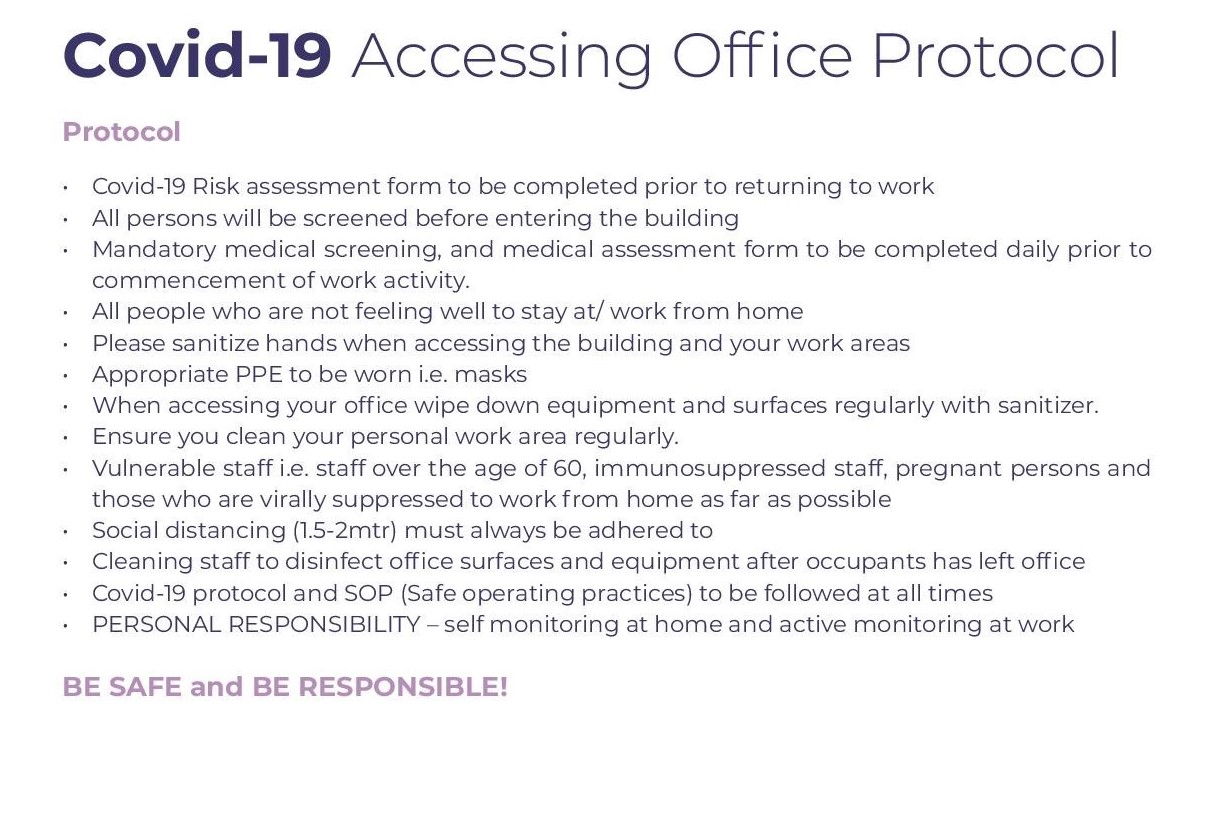 Covid-19 Accessing Office Protocol
Protocol
• Covid-19 Risk assessment form to be completed prior to returning to work
• All persons will be screened before entering the building
• Mandatory medical screening, and medical assessment form to be completed daily prior to
commencement of work activity.
• All people who are not feeling well to stay at/ work from home
• Please sanitize hands when accessing the building and your work areas
• Appropriate PPE to be worn i.e. masks
• When accessing your office wipe down equipment and surfaces regularly with sanitizer.
• Ensure you clean your personal work area regularly.
• Vulnerable staff i.e. staff over the age of 60, immunosuppressed staff, pregnant persons and
those who are virally suppressed to work from home as far as possible
• Social distancing (1.5-2mtr) must always be adhered to
• Cleaning staff to disinfect office surfaces and equipment after occupants has left office
• Covid-19 protocol and SOP (Safe operating practices) to be followed at all times
• PERSONAL RESPONSIBILITY – self monitoring at home and active monitoring at work
BE SAFE and BE RESPONSIBLE!